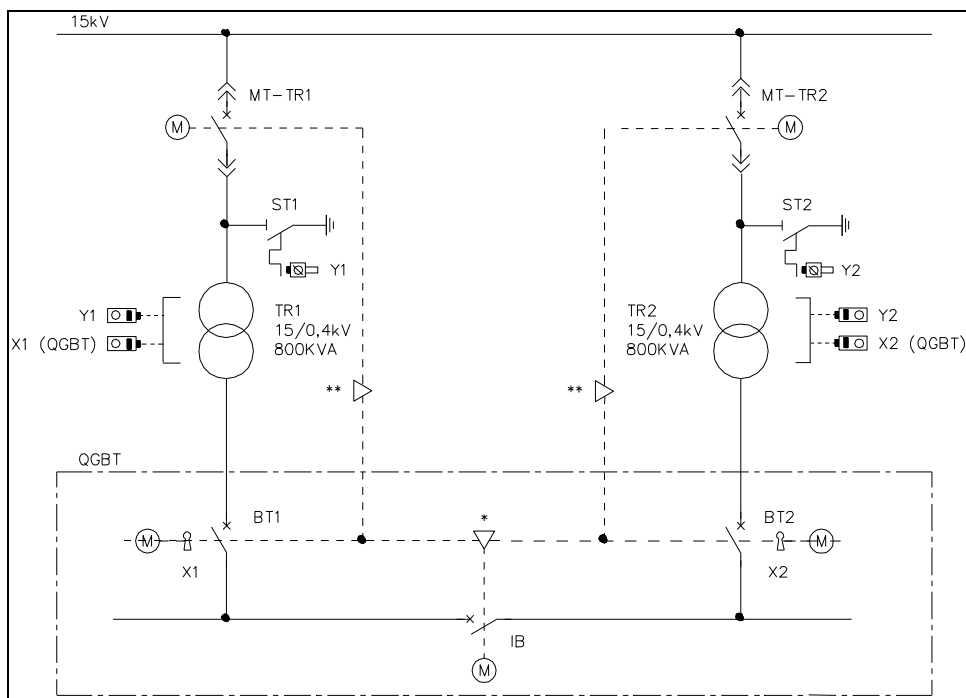 15kV
MT-TR1
MT-TR2
M
M
ST1
ST2
Y1
Y2
Y1
X1 (QGBT)
TR1
15/0,4kV
800KVA
TR2
15/0,4kV
800KVA
Y2
X2 (QGBT)
**
**
QGBT
BT1
*
BT2
M
M
X1
X2
IB
M